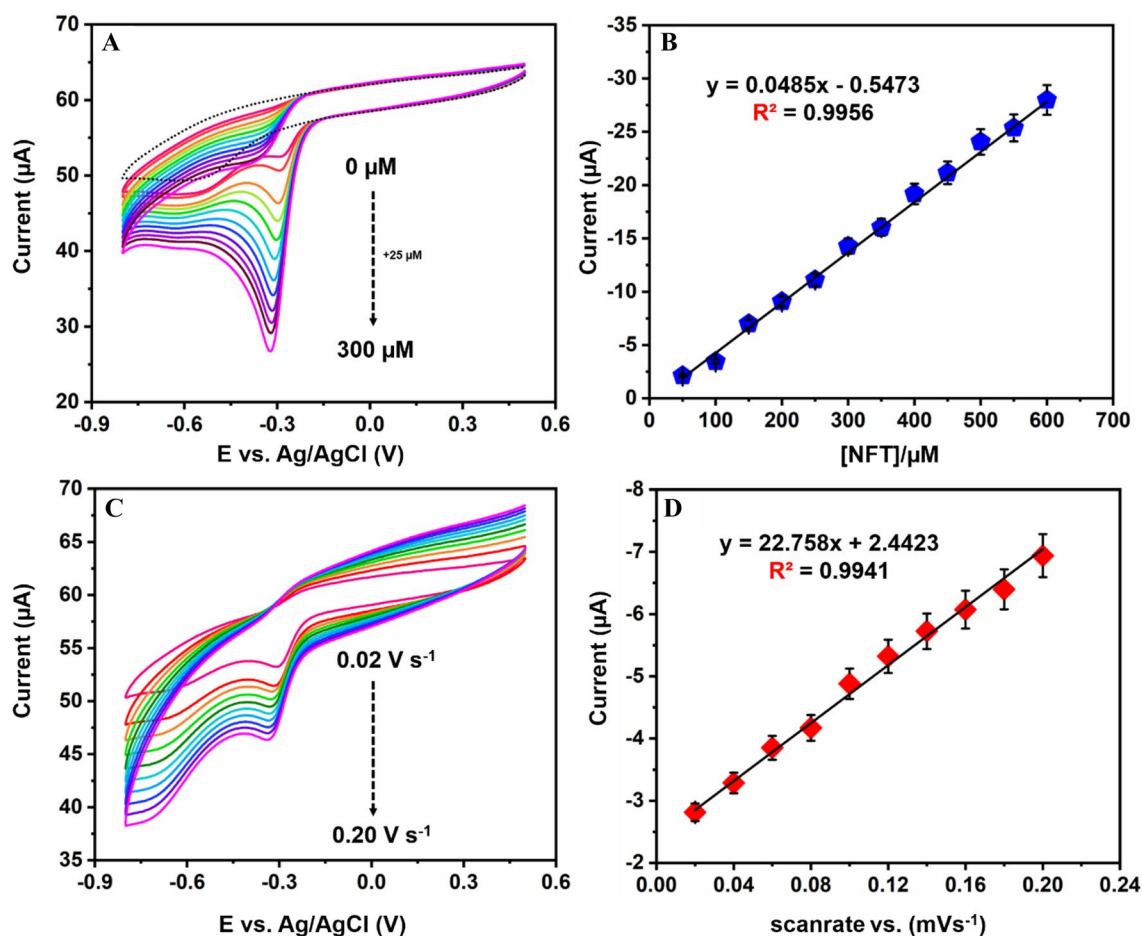 A
70
60
50
40
30
20
Current (µA)
0 µM
+25 µM
300 µM
-0.9
-0.6
-0.3
0.0
0.3
0.6
E vs. Ag/AgCl (V)
B
-35
-30
-25
-20
-15
-10
-5
0
Current (µA)
y = 0.0485x - 0.5473
R² = 0.9956
0
100
200
300
400
500
600
700
[NFT]/µM
C
70
65
60
55
50
45
40
35
Current (µA)
0.02 V s⁻¹
0.20 V s⁻¹
-0.9
-0.6
-0.3
0.0
0.3
0.6
E vs. Ag/AgCl (V)
D
-8
-7
-6
-5
-4
-3
-2
Current (µA)
y = 22.758x + 2.4423
R² = 0.9941
0.00
0.04
0.08
0.12
0.16
0.20
0.24
scanrate vs. (mVs⁻¹)